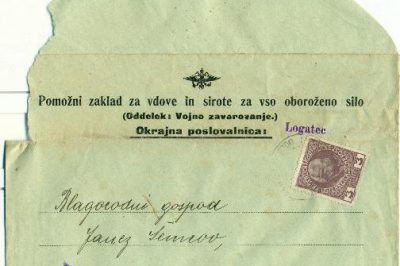 Pomožni zaklad za vdove in sirote za vso oboroženo silo
(Oddelek: Vojno zavarovanje.)
Okrajna poslovalnica: Logatec
Blagorodni gospod
Janez